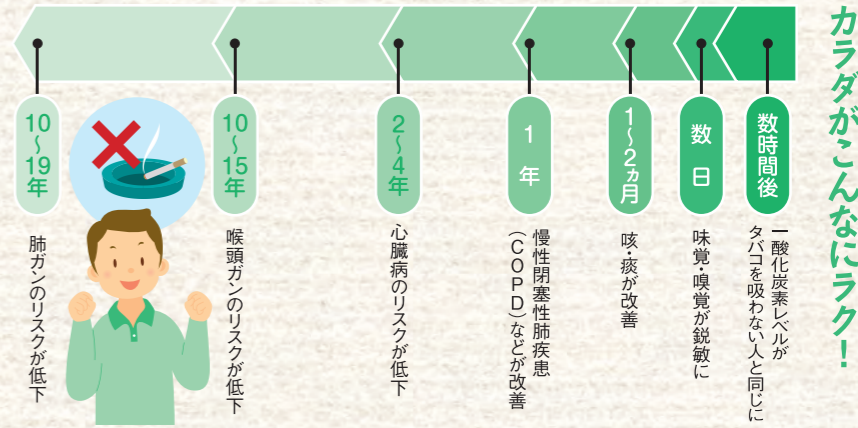 カラダがこんなにラク！
数時間後
一酸化炭素レベルが
タバコを吸わない人と同じに
数日
味覚・嗅覚が鋭敏に
1〜2ヵ月
咳・痰が改善
1年
慢性閉塞性肺疾患
（COPD）などが改善
2〜4年
心臓病のリスクが低下
10〜15年
喉頭ガンのリスクが低下
10〜19年
肺ガンのリスクが低下